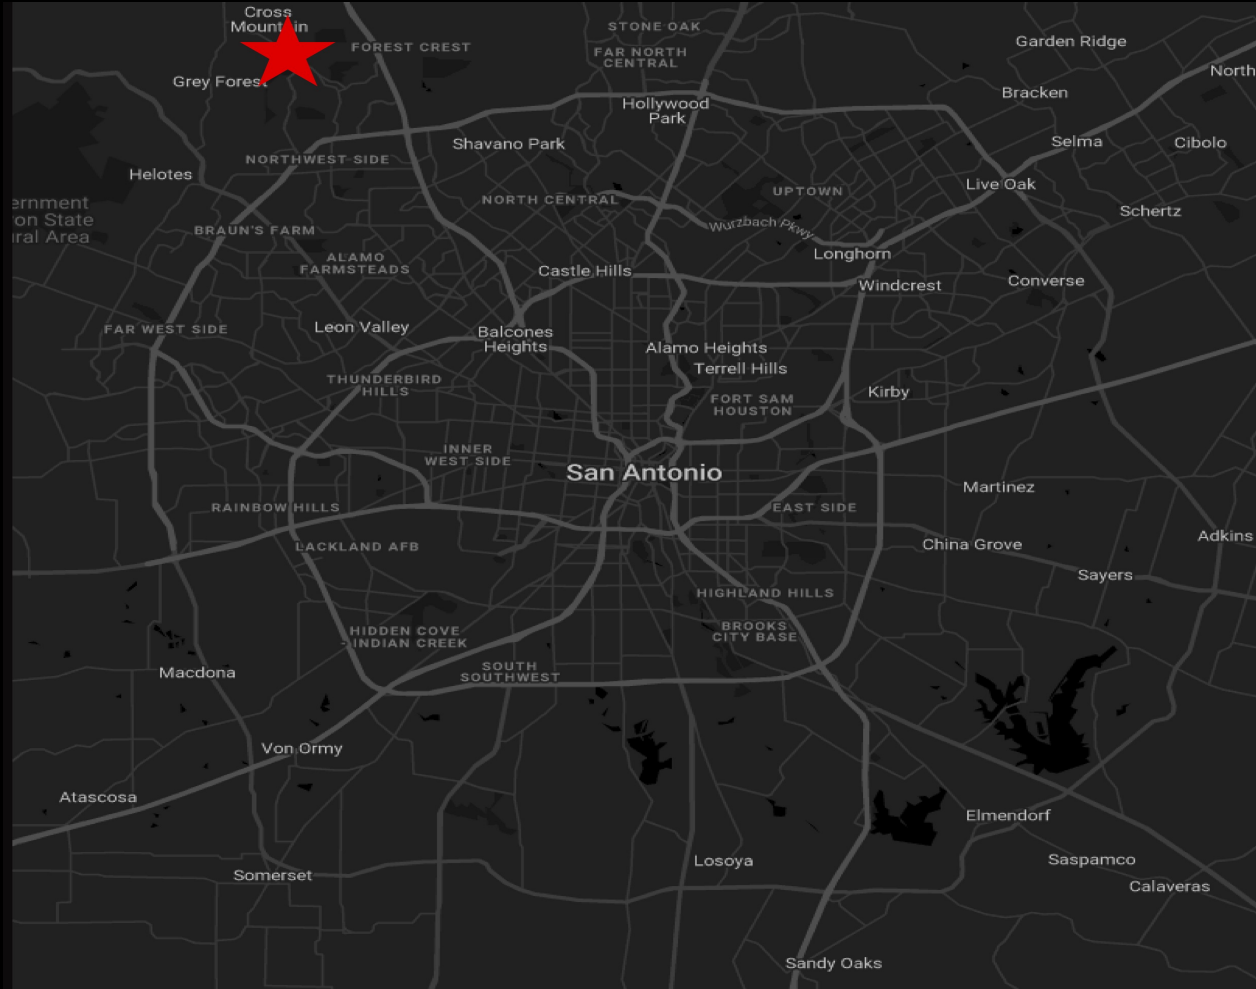 Cross
Mountain
STONE OAK
FOREST CREST
FAR NORTH
CENTRAL
Garden Ridge
North
Grey Forest
Bracken
Hollywood
Park
Shavano Park
Selma
Cibolo
NORTHWEST SIDE
Helotes
Live Oak
UPTOWN
NORTH CENTRAL
ernment
on State
ral Area
Schertz
BRAUN'S FARM
Wurzbach Pkwy
Longhorn
ALAMO
FARMSTEADS
Castle Hills
Windcrest
Converse
FAR WEST SIDE
Leon Valley
Balcones
Heights
Alamo Heights
Terrell Hills
THUNDERBIRD
HILLS
Kirby
FORT SAM
HOUSTON
INNER
WEST SIDE
San Antonio
Martinez
RAINBOW HILLS
EAST SIDE
LACKLAND AFB
China Grove
Adkins
Sayers
HIGHLAND HILLS
HIDDEN COVE
- INDIAN CREEK
BROOKS
CITY BASE
Macdona
SOUTH
SOUTHWEST
Von Ormy
Atascosa
Elmendorf
Losoya
Saspamco
Somerset
Calaveras
Sandy Oaks